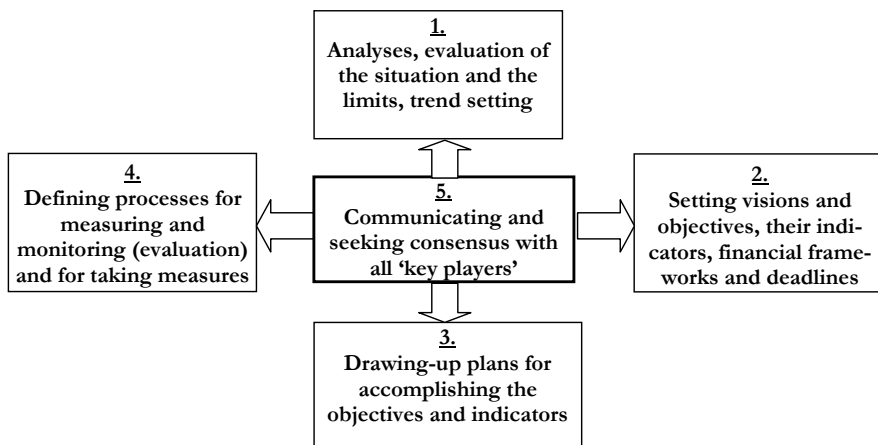 1.
Analyses, evaluation of
the situation and the
limits, trend setting
4.
Defining processes for
measuring and
monitoring (evaluation)
and for taking measures
5.
Communicating and
seeking consensus with
all ‘key players’
2.
Setting visions and
objectives, their indi-
cators, financial frame-
works and deadlines
3.
Drawing-up plans for
accomplishing the
objectives and indicators